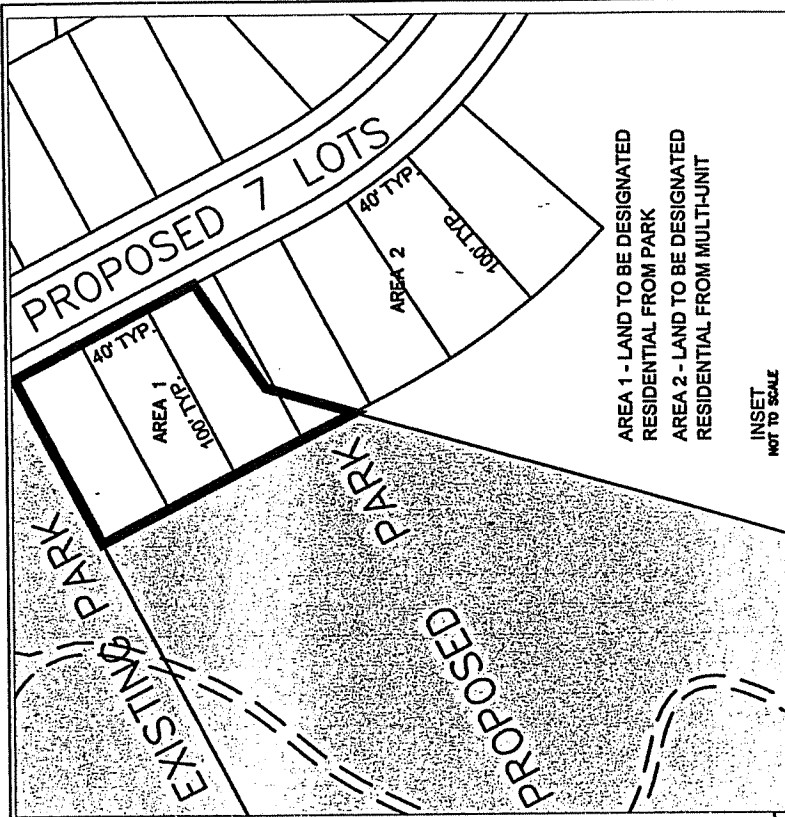 PROPOSED 7 LOTS
40' TYP.
AREA 1
100' TYP.
40' TYP.
AREA 2
100' TYP.
EXISTING PARK
PROPOSED PARK
AREA 1 - LAND TO BE DESIGNATED
RESIDENTIAL FROM PARK
AREA 2 - LAND TO BE DESIGNATED
RESIDENTIAL FROM MULTI-UNIT
INSET
NOT TO SCALE